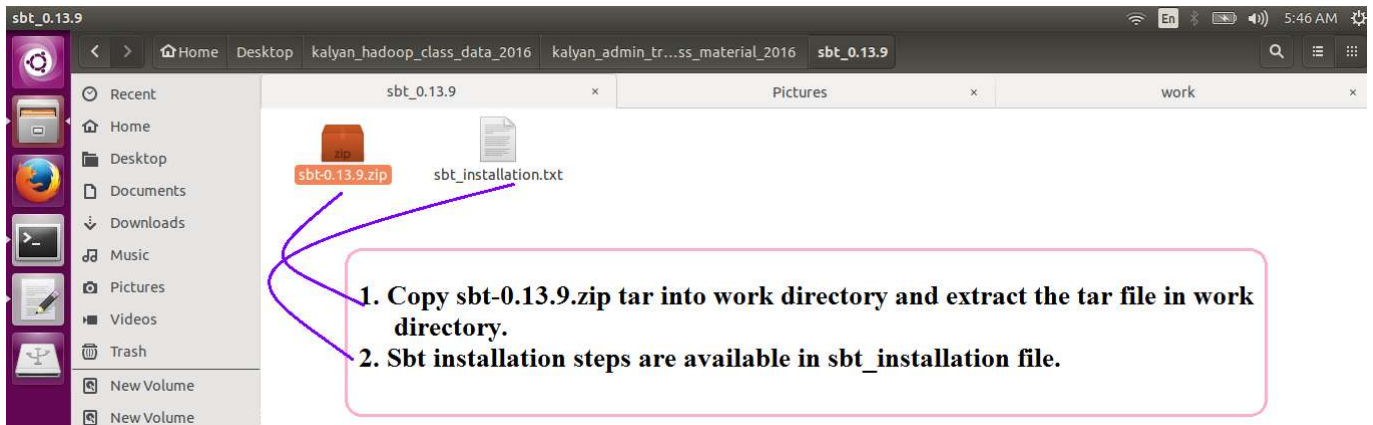 sbt_0.13.9
En
5:46 AM
Home Desktop kalyan_hadoop_class_data_2016 kalyan_admin_tr...ss_material_2016 sbt_0.13.9
sbt_0.13.9 × Pictures × work ×
Recent
Home
Desktop
Documents
Downloads
Music
Pictures
Videos
Trash
New Volume
New Volume
zip
sbt-0.13.9.zip
sbt_installation.txt
1. Copy sbt-0.13.9.zip tar into work directory and extract the tar file in work
directory.
2. Sbt installation steps are available in sbt_installation file.